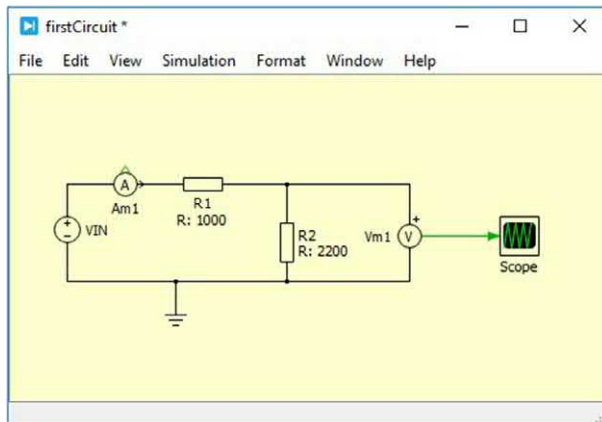 firstCircuit *
File Edit View Simulation Format Window Help
A
Am1
R1
R: 1000
VIN
R2
R: 2200
Vm1
V
Scope